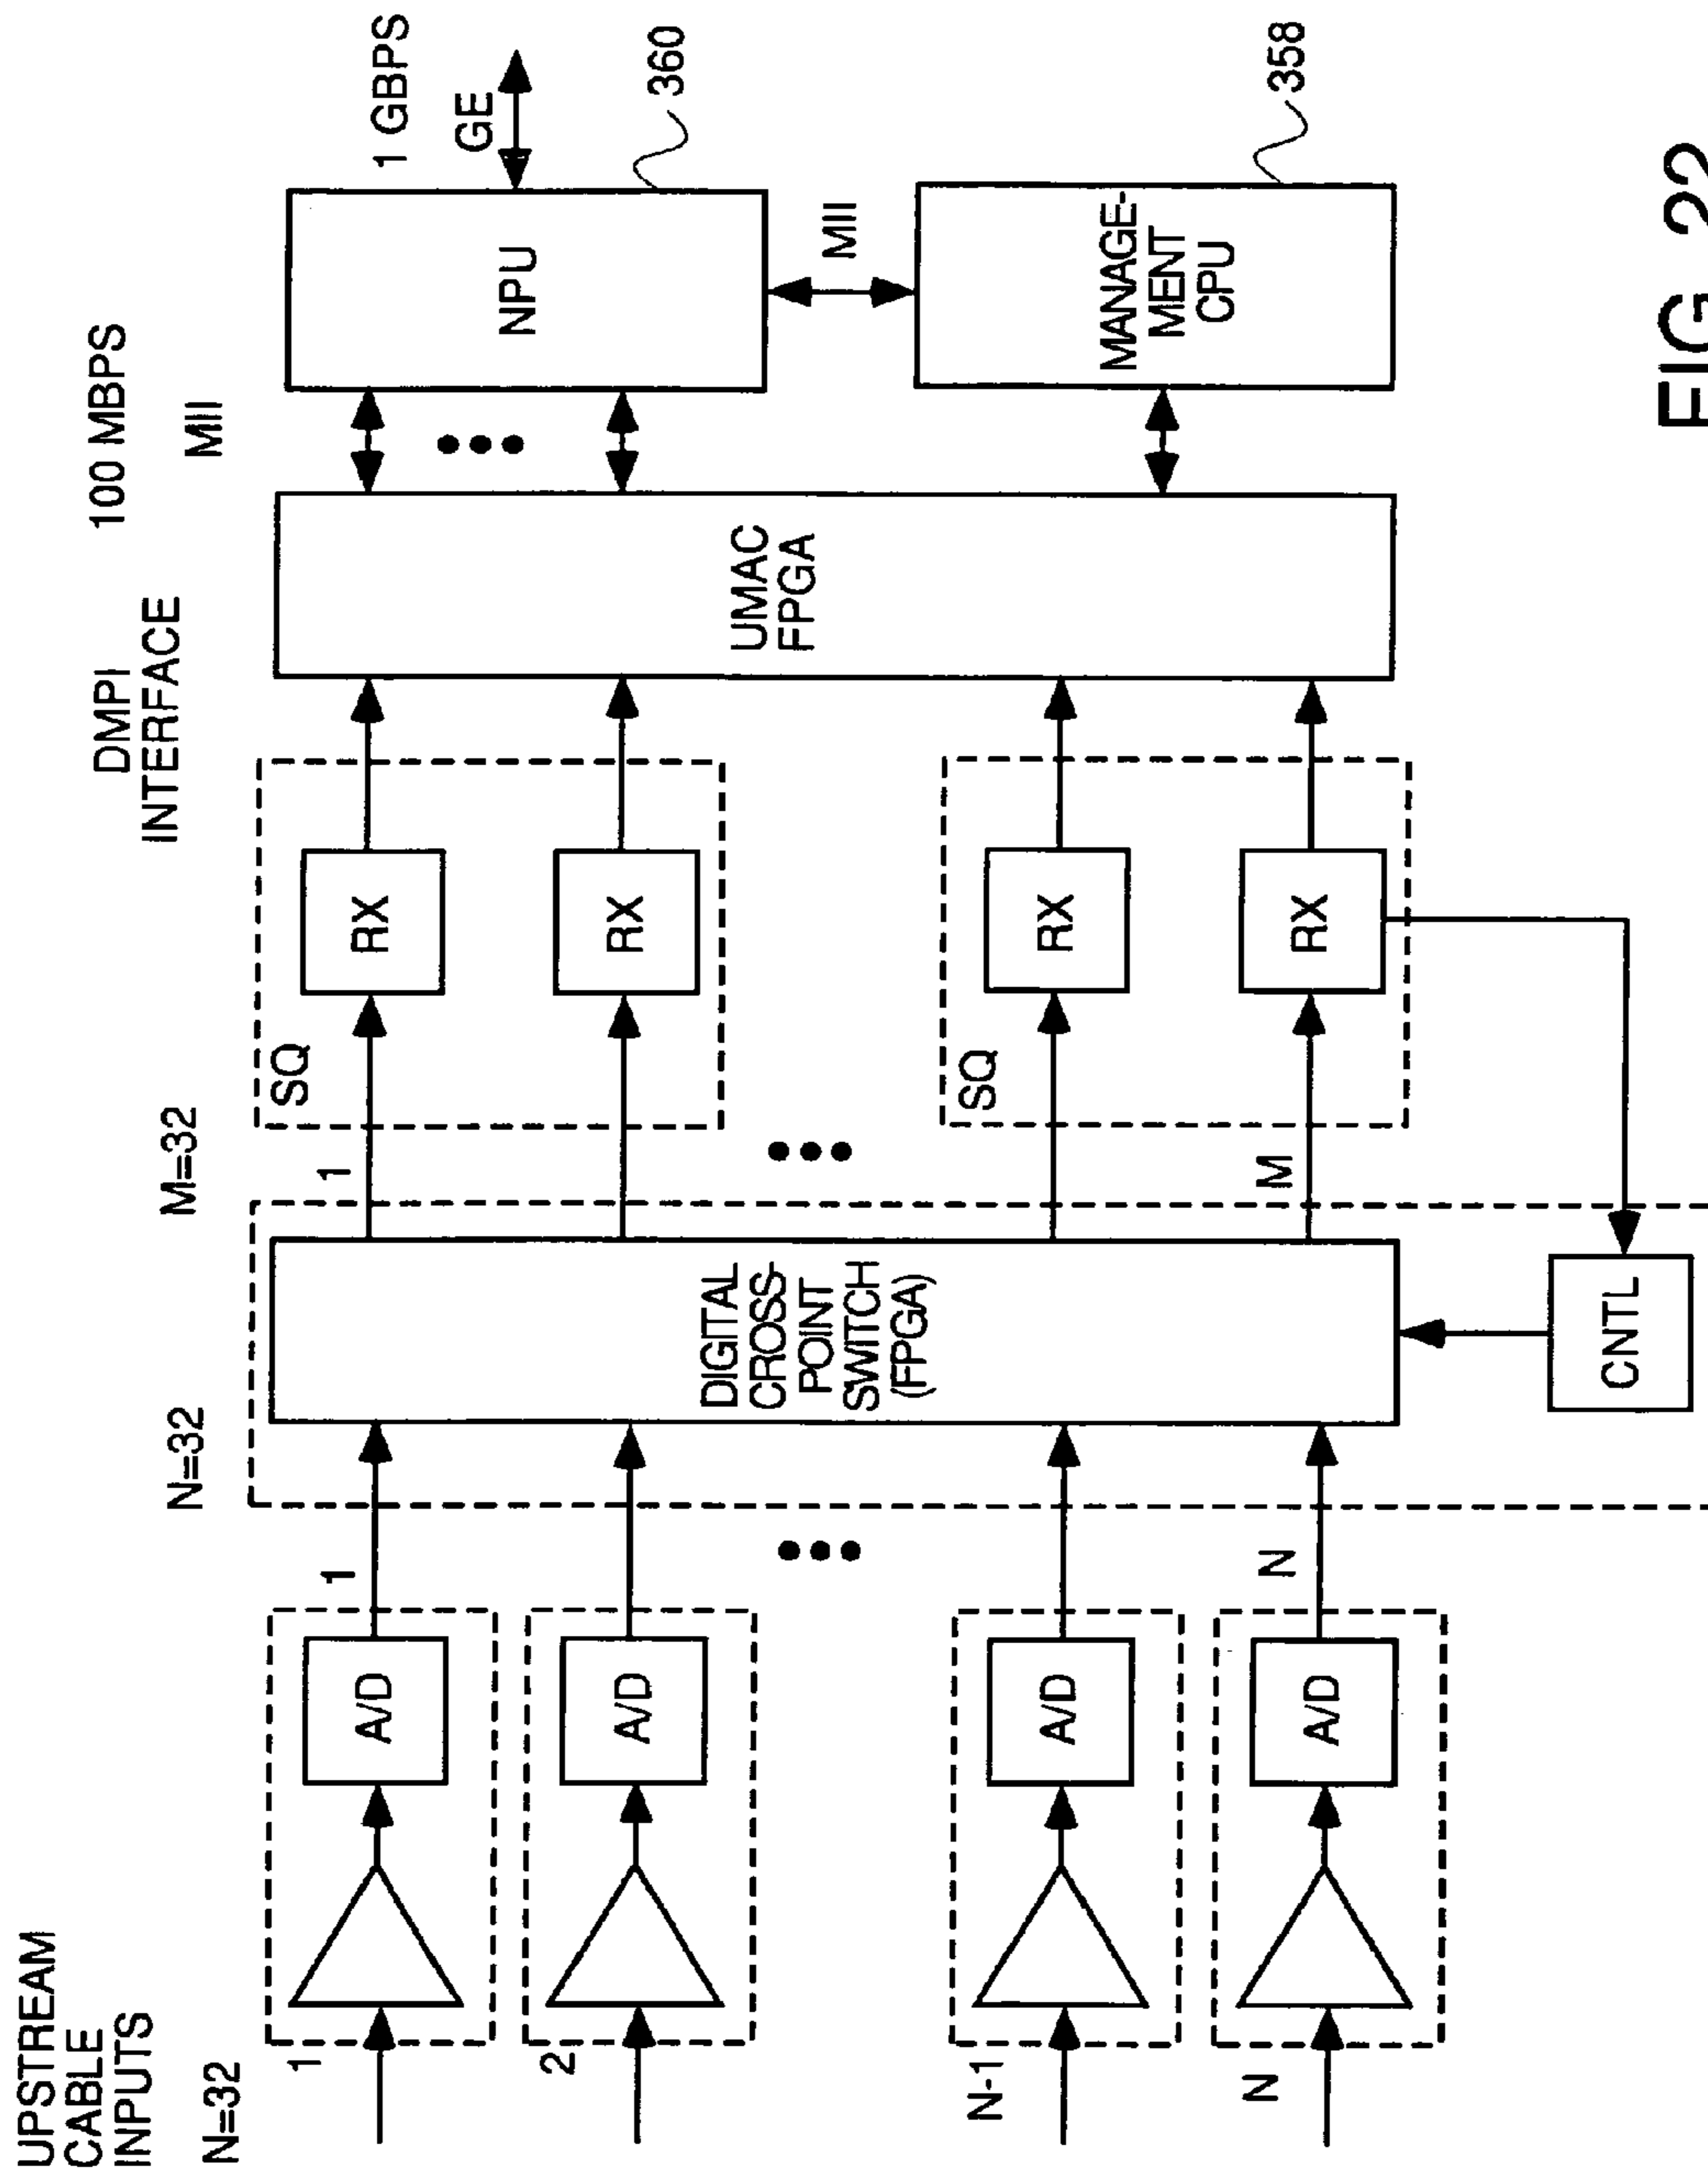 UPSTREAM
CABLE
INPUTS
N=32
N=32
M=32
DMPI
INTERFACE
100 MBPS
MII
1 GBPS
GE
1
A/D
1
1
SQ
RX
NPU
360
2
A/D
RX
MII
DIGITAL
CROSS-
POINT
SWITCH
(FPGA)
UMAC
FPGA
N-1
A/D
SQ
RX
MANAGE-
MENT
CPU
358
N
A/D
N
M
RX
CNTL
FIG. 22